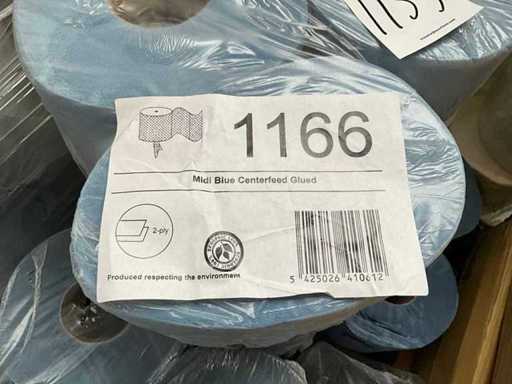 1166
Midi Blue Centerfeed Glued
2-ply
Produced respecting the environment
5 425026 410612